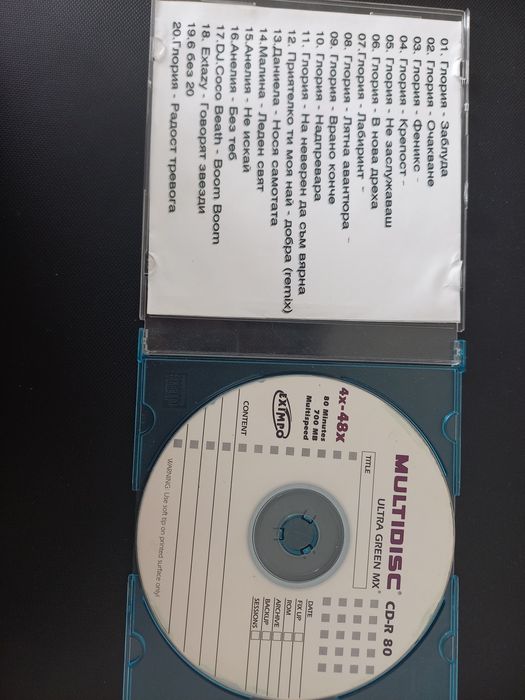 01. Глория - Заблуда
02. Глория - Очакване
03. Глория - Феникс -
04. Глория - Крепост -
05. Глория - Не заслужаваш
06. Глория - В нова дреха
07.Глория - Лабиринт -
08. Глория - Лятна авантюра -
09. Глория - Врано конче
10. Глория - Надпревара
11. Глория - На неверен да съм вярна
12. Приятелко ти моя най - добра (remix)
13.Даниела - Нося самотата
14.Малина - Леден свят
15.Анелия - Не искай
16.Анелия - Без теб
17.DJ.Coco Beath - Boom Boom
18. Extazy - Говорят звезди
19.6 без 20
20.Глория - Радост тревога
MULTIDISC® CD-R 80
ULTRA GREEN MX®
TITLE
4x-48x
80 Minutes
700 MB
Multispeed
EXIMPO
CONTENT
DATE
FIX UP
ROM
ARCHIVE
BACKUP
SESSIONS
WARNING: Use soft tip on printed surface only!